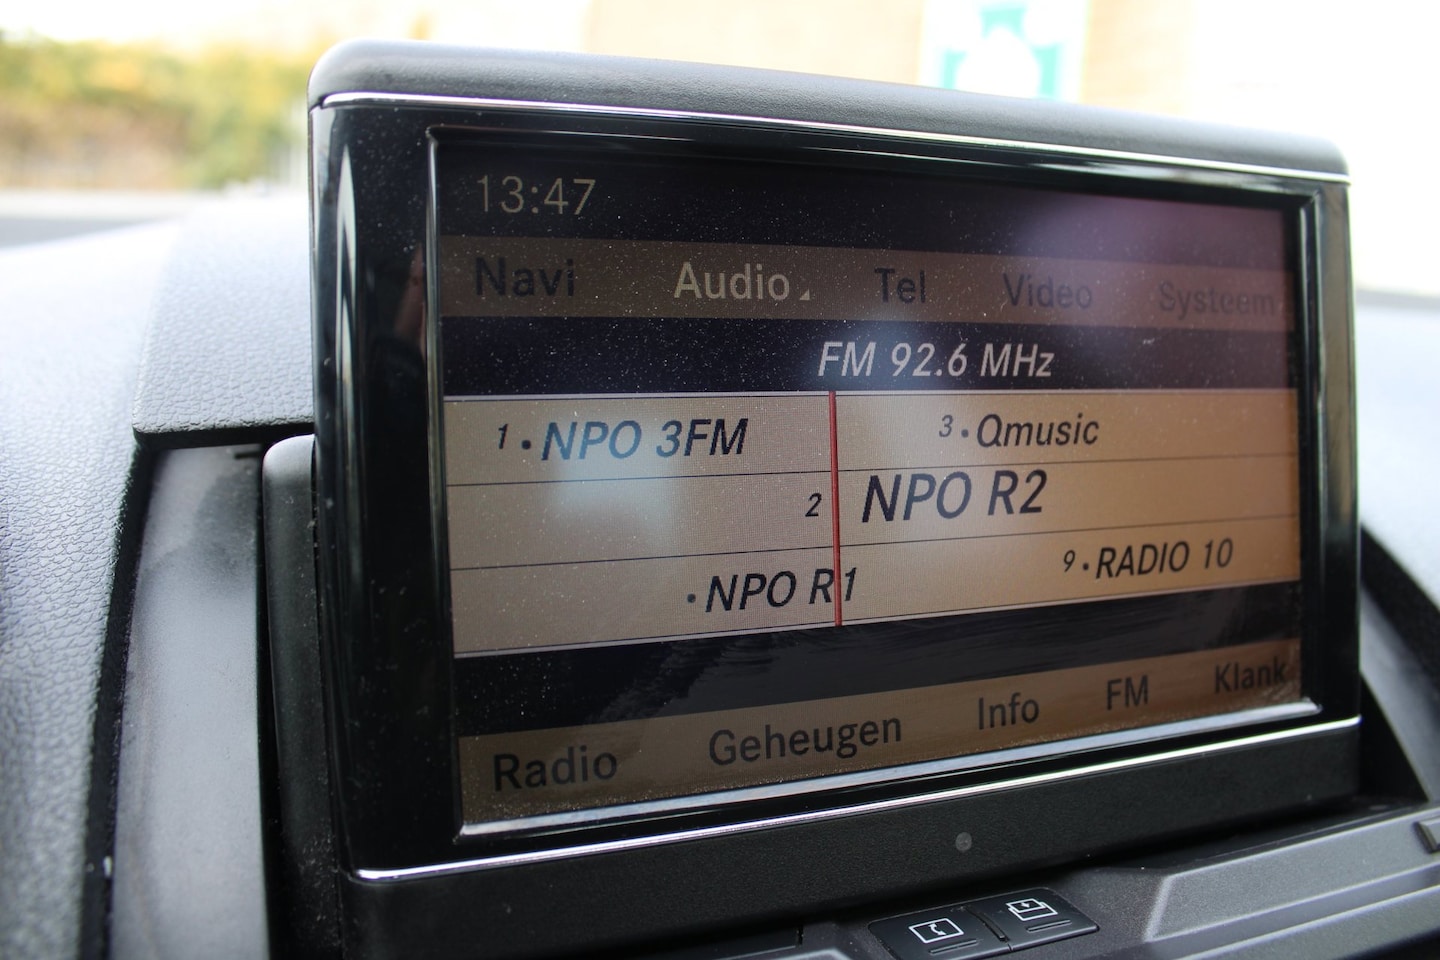 13:47
Navi Audio Tel Video Systeem
FM 92.6 MHz
1 • NPO 3FM 3 • Qmusic
2 NPO R2
• NPO R1 9 • RADIO 10
Radio Geheugen Info FM Klank